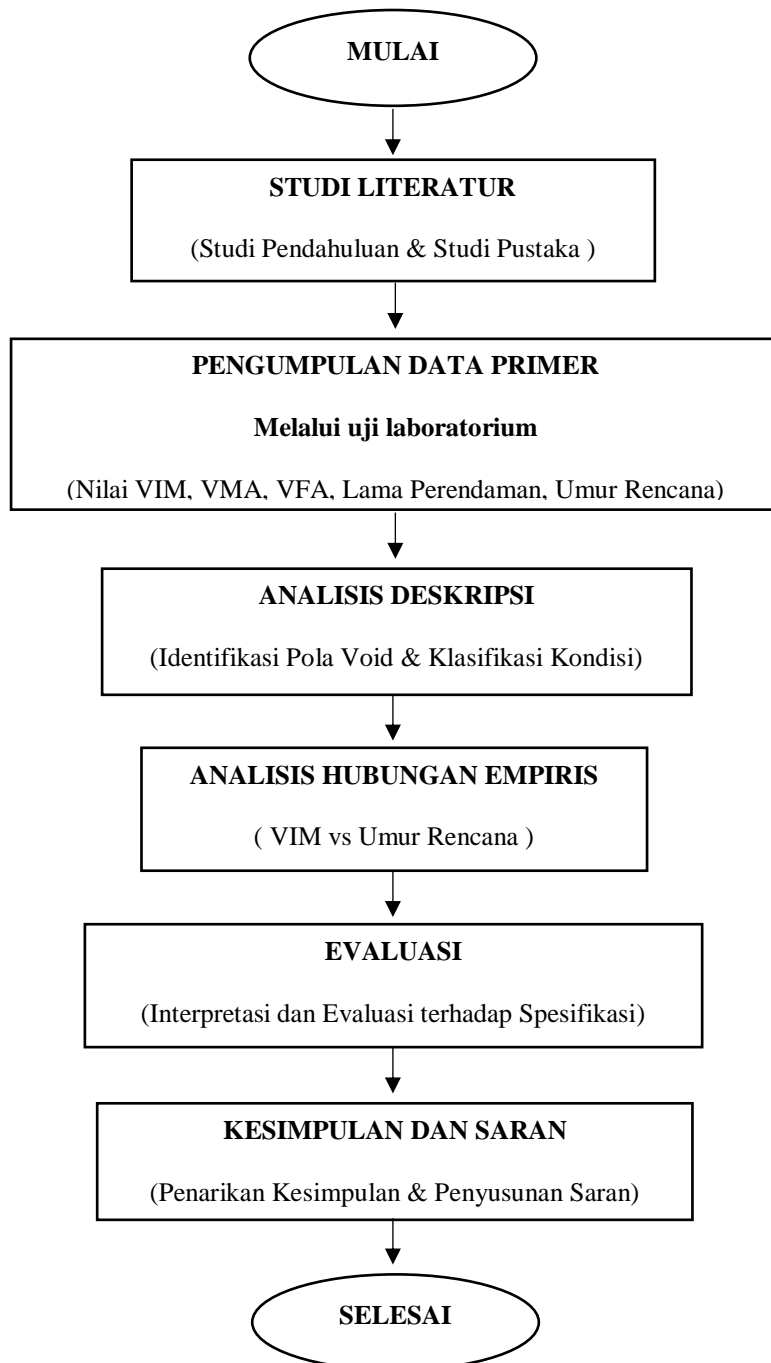 MULAI
STUDI LITERATUR
(Studi Pendahuluan & Studi Pustaka )
PENGUMPULAN DATA PRIMER
Melalui uji laboratorium
(Nilai VIM, VMA, VFA, Lama Perendaman, Umur Rencana)
ANALISIS DESKRIPSI
(Identifikasi Pola Void & Klasifikasi Kondisi)
ANALISIS HUBUNGAN EMPIRIS
( VIM vs Umur Rencana )
EVALUASI
(Interpretasi dan Evaluasi terhadap Spesifikasi)
KESIMPULAN DAN SARAN
(Penarikan Kesimpulan & Penyusunan Saran)
SELESAI